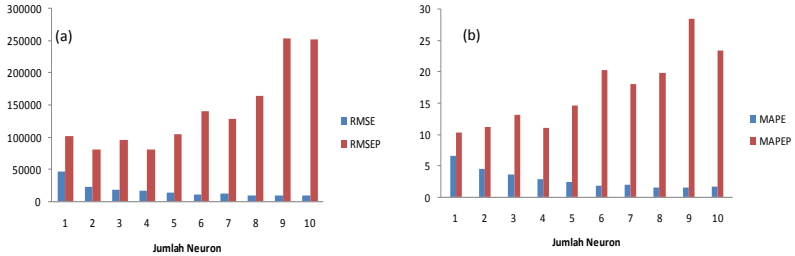 (a)
300000
250000
200000
150000
100000
50000
0
1 2 3 4 5 6 7 8 9 10
Jumlah Neuron
RMSE
RMSEP
(b)
30
25
20
15
10
5
0
1 2 3 4 5 6 7 8 9 10
Jumlah Neuron
MAPE
MAPEP